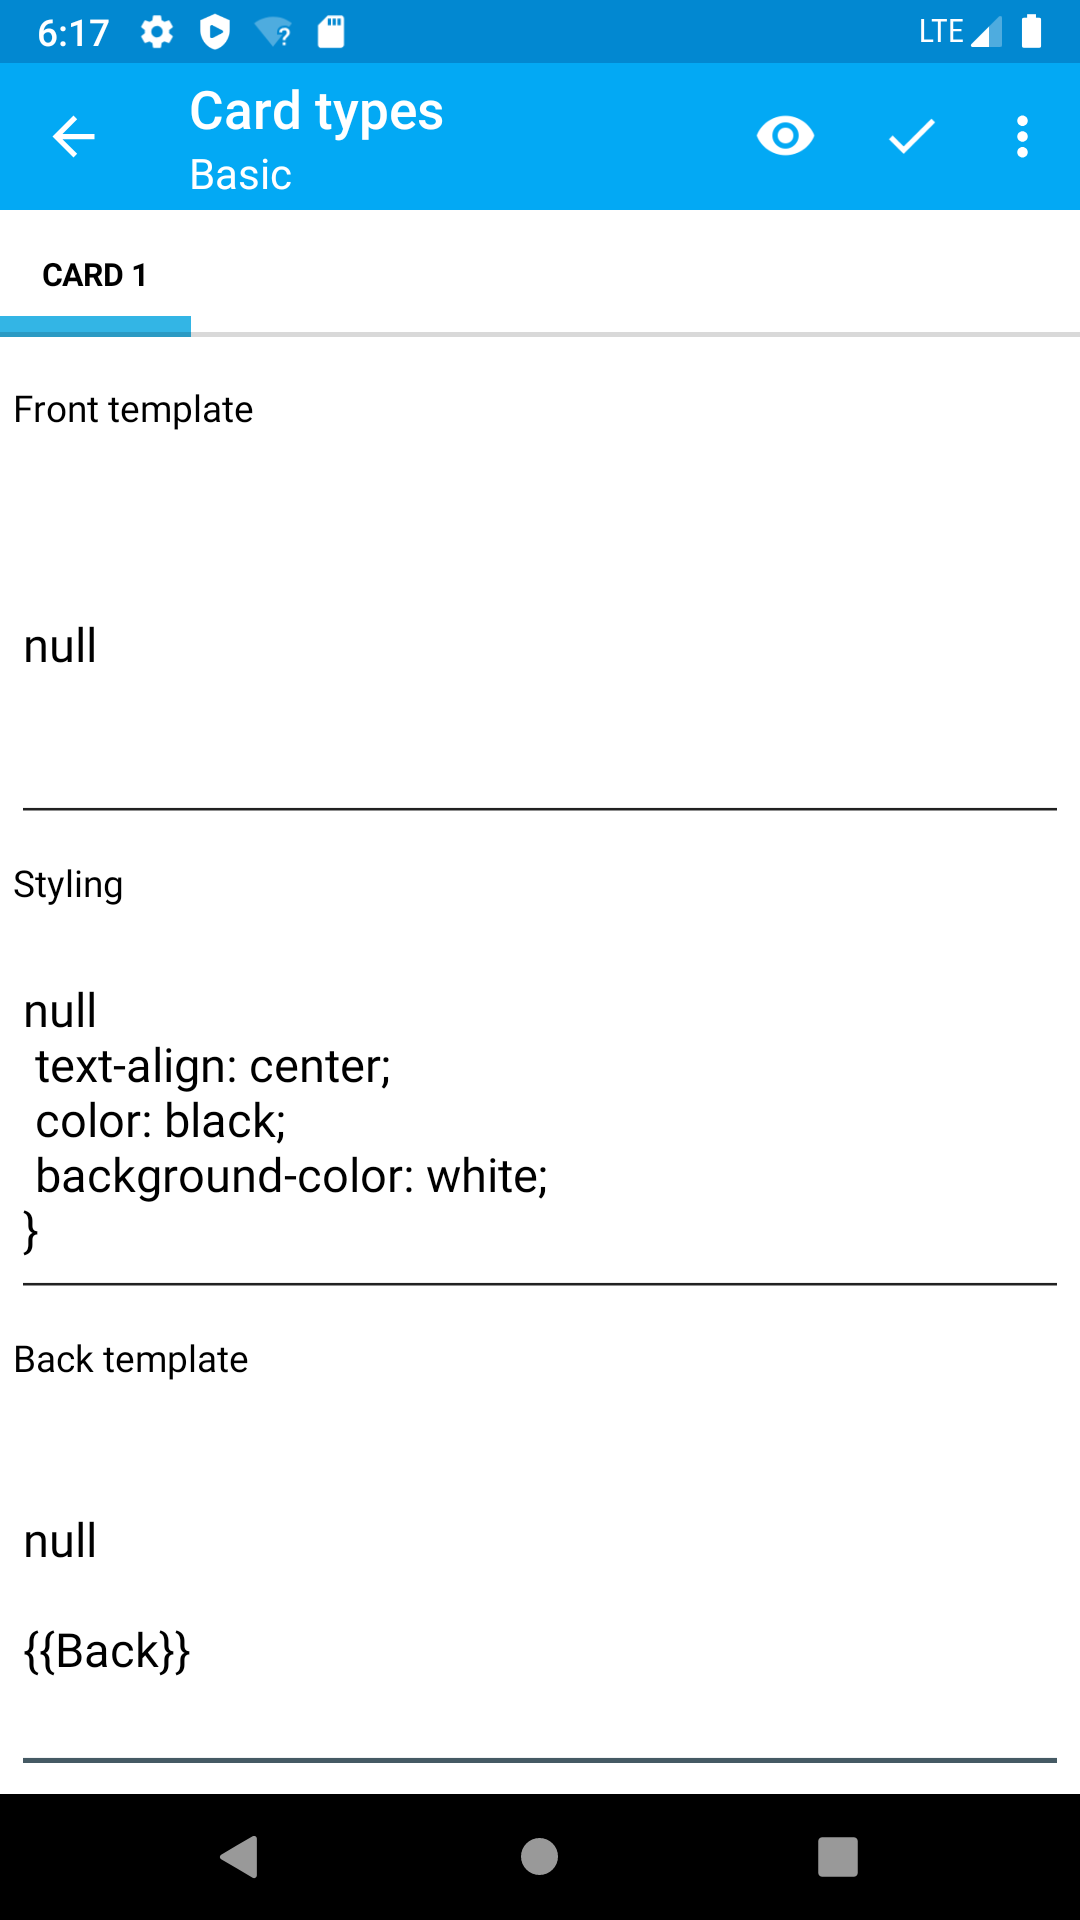 6:17
LTE
Card types
Basic
CARD 1
Front template
null
Styling
null
text-align: center;
color: black;
background-color: white;
}
Back template
null
{{Back}}